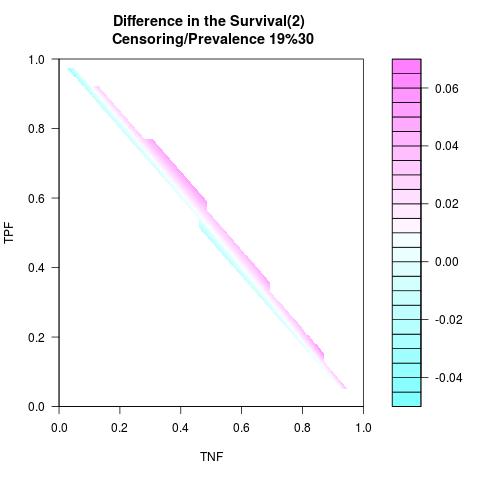 Difference in the Survival(2)
Censoring/Prevalence 19%30
1.0
0.8
0.6
0.4
0.2
0.0
TPF
0.0 0.2 0.4 0.6 0.8 1.0
TNF
0.06
0.04
0.02
0.00
-0.02
-0.04